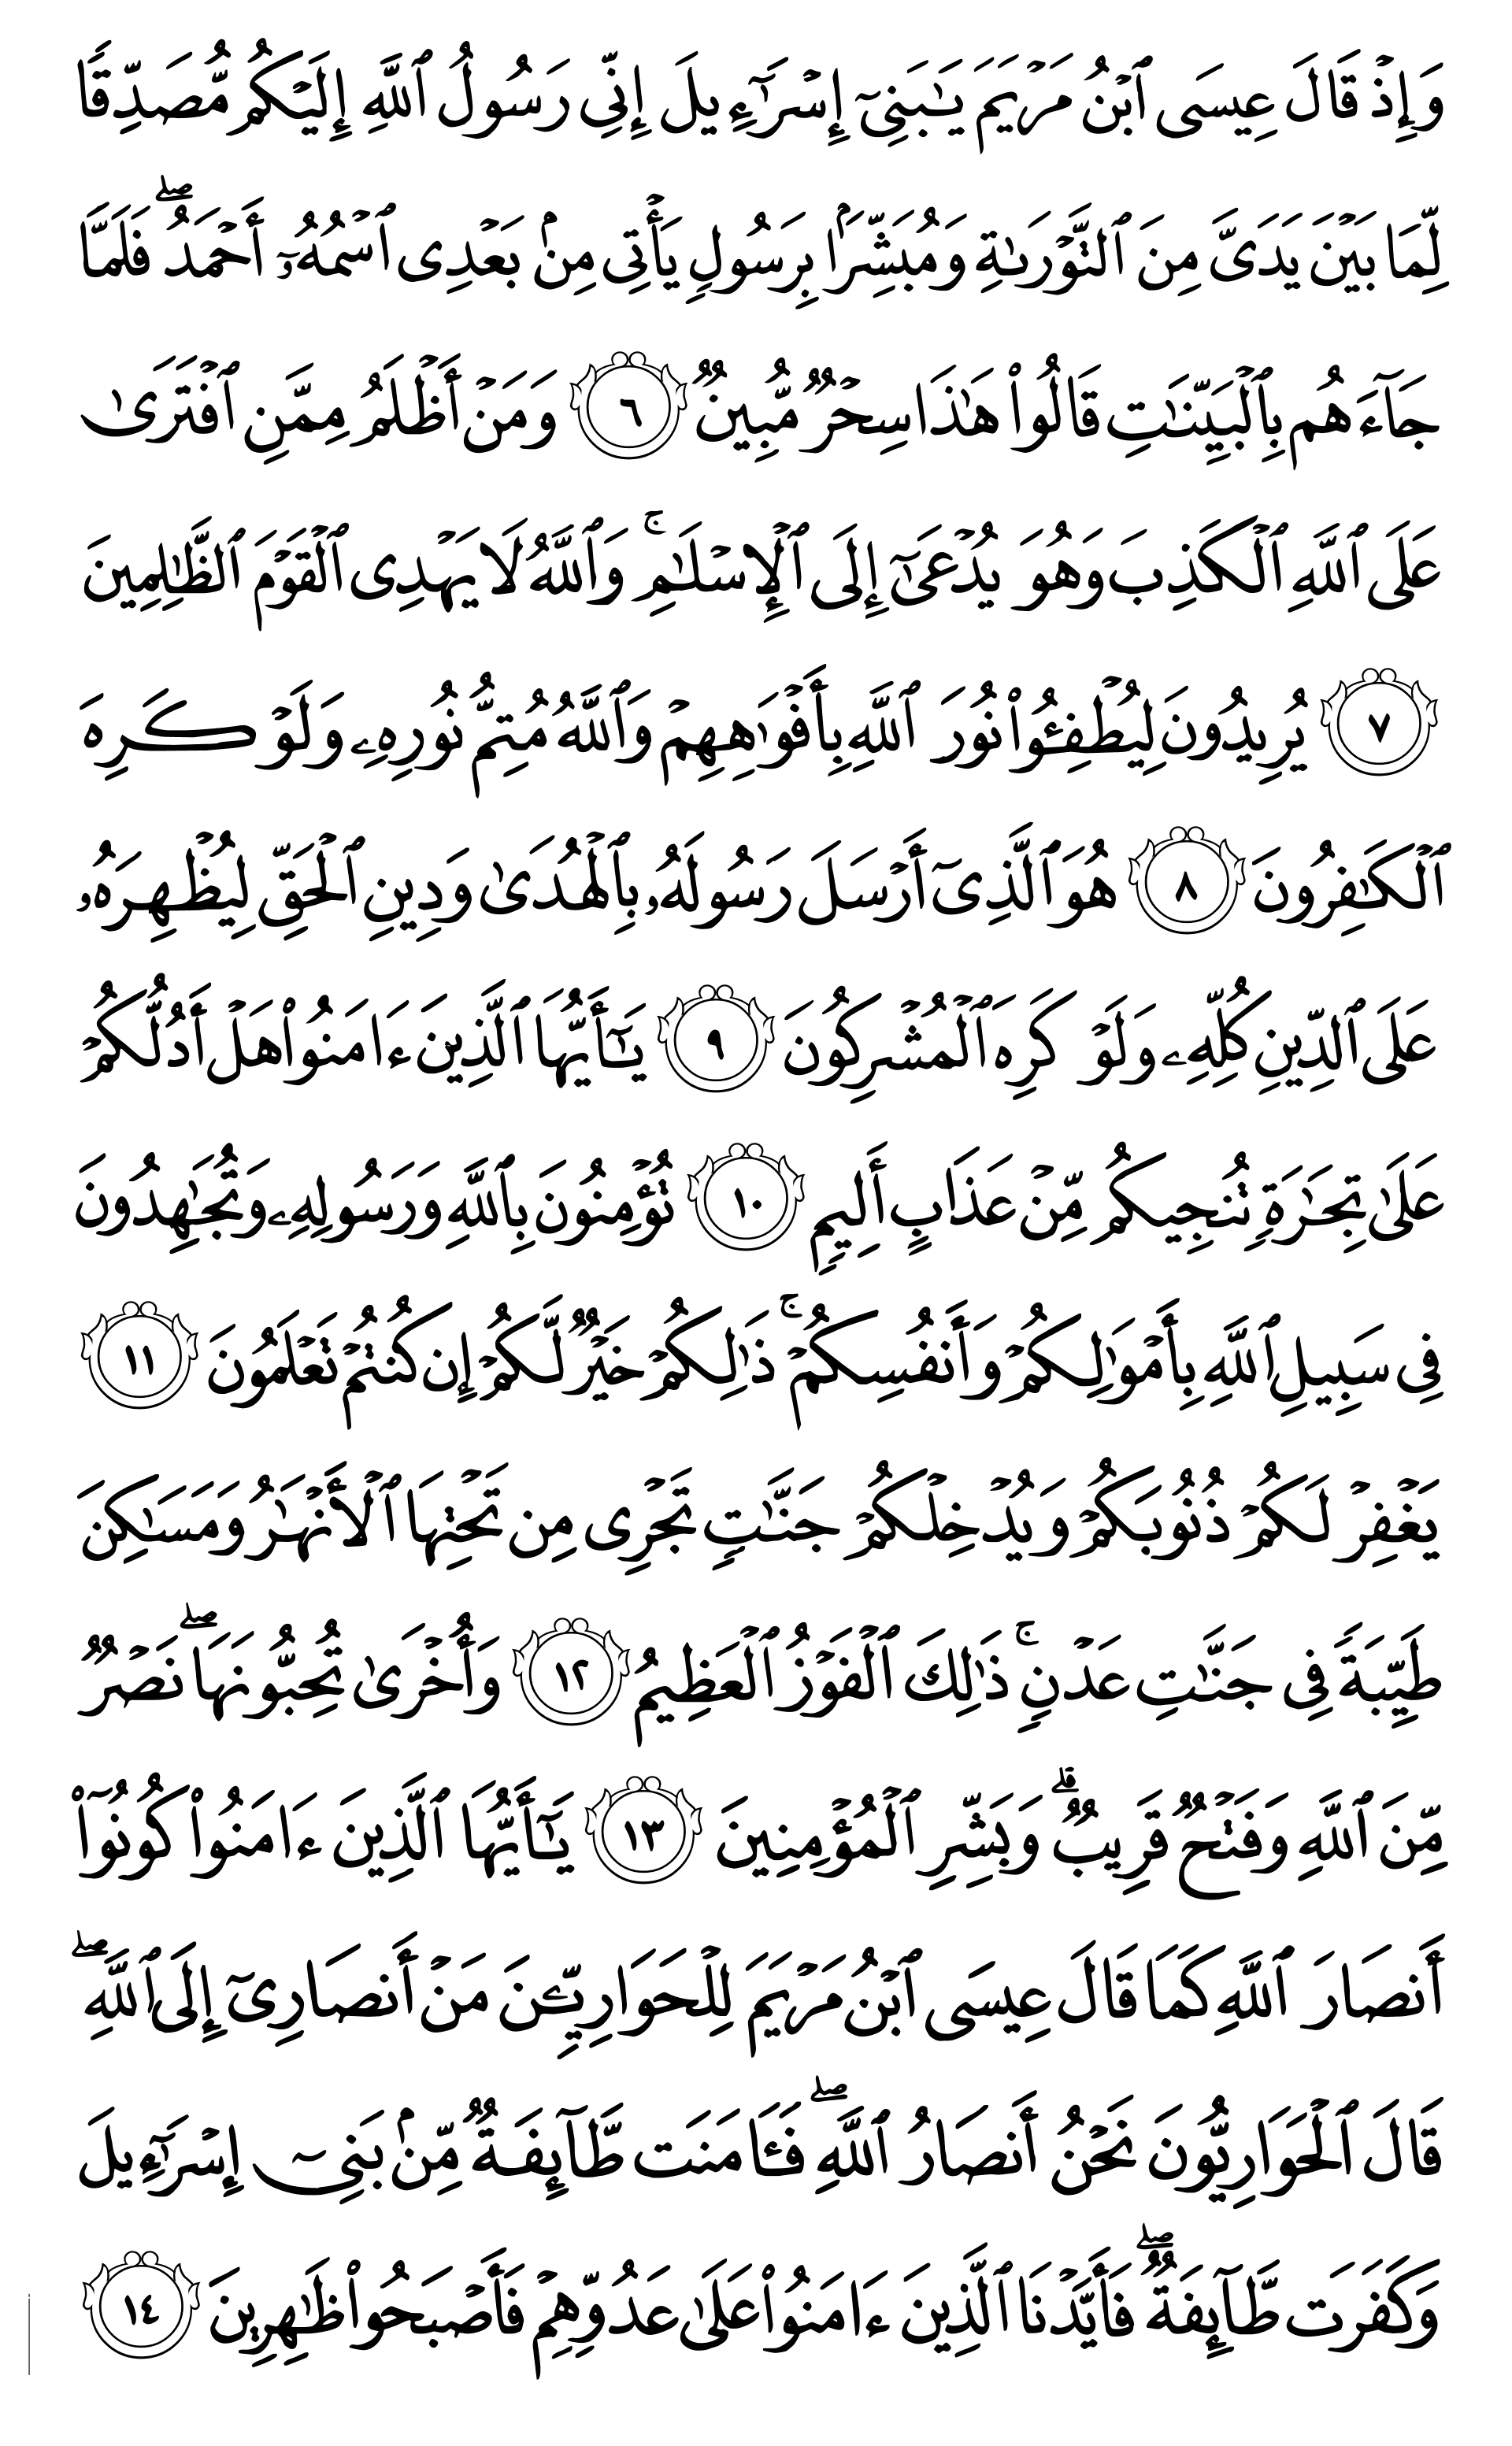 وَإِذۡ قَالَ عِيسَى ٱبۡنُ مَرۡيَمَ يَٰبَنِيٓ إِسۡرَٰٓءِيلَ إِنِّي رَسُولُ ٱللَّهِ إِلَيۡكُم مُّصَدِّقٗا
لِّمَا بَيۡنَ يَدَيَّ مِنَ ٱلتَّوۡرَىٰةِ وَمُبَشِّرَۢا بِرَسُولٖ يَأۡتِي مِنۢ بَعۡدِي ٱسۡمُهُۥٓ أَحۡمَدُۖ فَلَمَّا
جَآءَهُم بِٱلۡبَيِّنَٰتِ قَالُواْ هَٰذَا سِحۡرٞ مُّبِينٞ ٦ وَمَنۡ أَظۡلَمُ مِمَّنِ ٱفۡتَرَىٰ
عَلَى ٱللَّهِ ٱلۡكَذِبَ وَهُوَ يُدۡعَىٰٓ إِلَى ٱلۡإِسۡلَٰمِۚ وَٱللَّهُ لَا يَهۡدِي ٱلۡقَوۡمَ ٱلظَّٰلِمِينَ
٧ يُرِيدُونَ لِيُطۡفِـُٔواْ نُورَ ٱللَّهِ بِأَفۡوَٰهِهِمۡ وَٱللَّهُ مُتِمُّ نُورِهِۦ وَلَوۡ كَرِهَ
ٱلۡكَٰفِرُونَ ٨ هُوَ ٱلَّذِيٓ أَرۡسَلَ رَسُولَهُۥ بِٱلۡهُدَىٰ وَدِينِ ٱلۡحَقِّ لِيُظۡهِرَهُۥ
عَلَى ٱلدِّينِ كُلِّهِۦ وَلَوۡ كَرِهَ ٱلۡمُشۡرِكُونَ ٩ يَٰٓأَيُّهَا ٱلَّذِينَ ءَامَنُواْ هَلۡ أَدُلُّكُمۡ
عَلَىٰ تِجَٰرَةٖ تُنجِيكُم مِّنۡ عَذَابٍ أَلِيمٖ ١٠ تُؤۡمِنُونَ بِٱللَّهِ وَرَسُولِهِۦ وَتُجَٰهِدُونَ
فِي سَبِيلِ ٱللَّهِ بِأَمۡوَٰلِكُمۡ وَأَنفُسِكُمۡۚ ذَٰلِكُمۡ خَيۡرٞ لَّكُمۡ إِن كُنتُمۡ تَعۡلَمُونَ ١١
يَغۡفِرۡ لَكُمۡ ذُنُوبَكُمۡ وَيُدۡخِلۡكُمۡ جَنَّٰتٖ تَجۡرِي مِن تَحۡتِهَا ٱلۡأَنۡهَٰرُ وَمَسَٰكِنَ
طَيِّبَةٗ فِي جَنَّٰتِ عَدۡنٖۚ ذَٰلِكَ ٱلۡفَوۡزُ ٱلۡعَظِيمُ ١٢ وَأُخۡرَىٰ تُحِبُّونَهَاۖ نَصۡرٞ
مِّنَ ٱللَّهِ وَفَتۡحٞ قَرِيبٞۗ وَبَشِّرِ ٱلۡمُؤۡمِنِينَ ١٣ يَٰٓأَيُّهَا ٱلَّذِينَ ءَامَنُواْ كُونُوٓاْ
أَنصَارَ ٱللَّهِ كَمَا قَالَ عِيسَى ٱبۡنُ مَرۡيَمَ لِلۡحَوَارِيِّـۧنَ مَنۡ أَنصَارِيٓ إِلَى ٱللَّهِۖ
قَالَ ٱلۡحَوَارِيُّونَ نَحۡنُ أَنصَارُ ٱللَّهِۖ فَـَٔامَنَت طَّآئِفَةٞ مِّنۢ بَنِيٓ إِسۡرَٰٓءِيلَ
وَكَفَرَت طَّآئِفَةٞۖ فَأَيَّدۡنَا ٱلَّذِينَ ءَامَنُواْ عَلَىٰ عَدُوِّهِمۡ فَأَصۡبَحُواْ ظَٰهِرِينَ ١٤